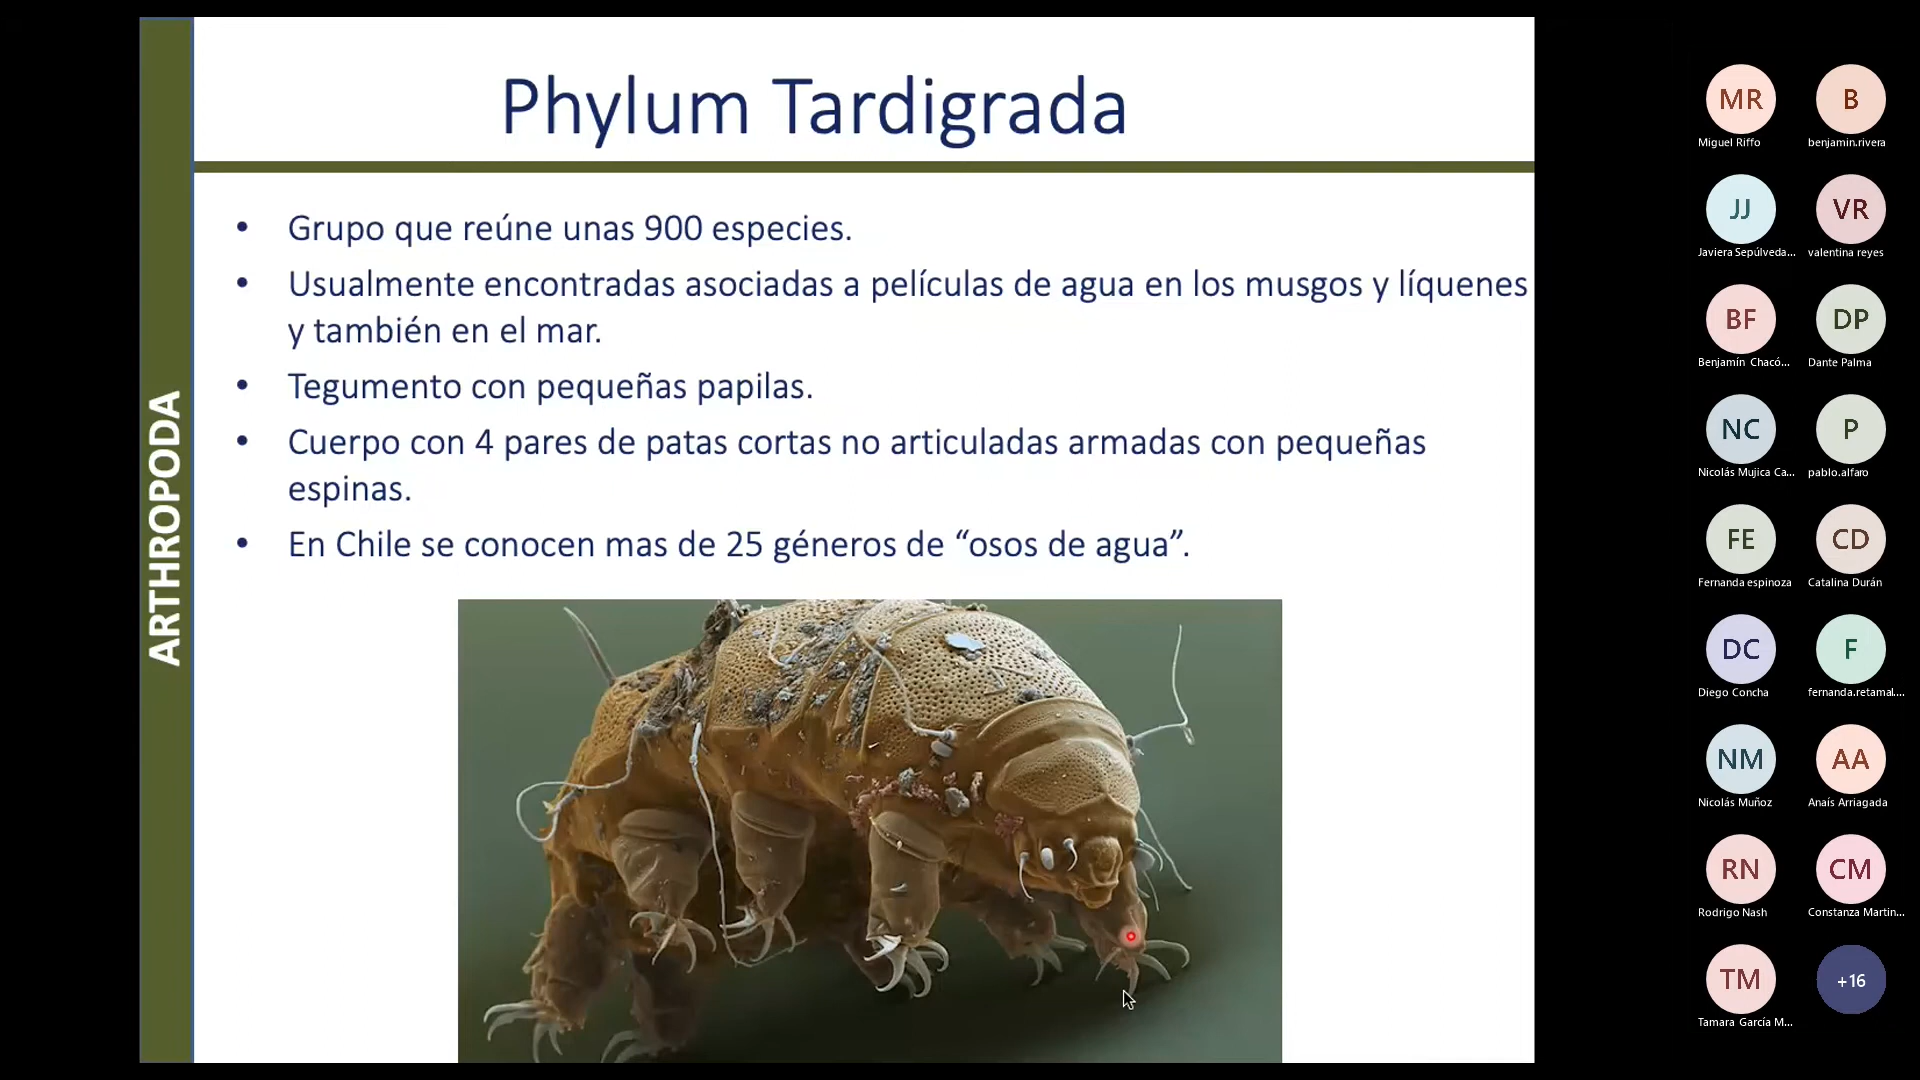 ARTHROPODA
Phylum Tardigrada
• Grupo que reúne unas 900 especies.
• Usualmente encontradas asociadas a películas de agua en los musgos y líquenes
y también en el mar.
• Tegumento con pequeñas papilas.
• Cuerpo con 4 pares de patas cortas no articuladas armadas con pequeñas
espinas.
• En Chile se conocen mas de 25 géneros de “osos de agua”.
MR B
Miguel Riffo benjamin.rivera
JJ VR
Javiera Sepúlveda... valentina reyes
BF DP
Benjamín Chacó... Dante Palma
NC P
Nicolás Mujica Ca... pablo.alfaro
FE CD
Fernanda espinoza Catalina Durán
DC F
Diego Concha fernanda.retamal....
NM AA
Nicolás Muñoz Anaís Arriagada
RN CM
Rodrigo Nash Constanza Martin...
TM +16
Tamara García M...